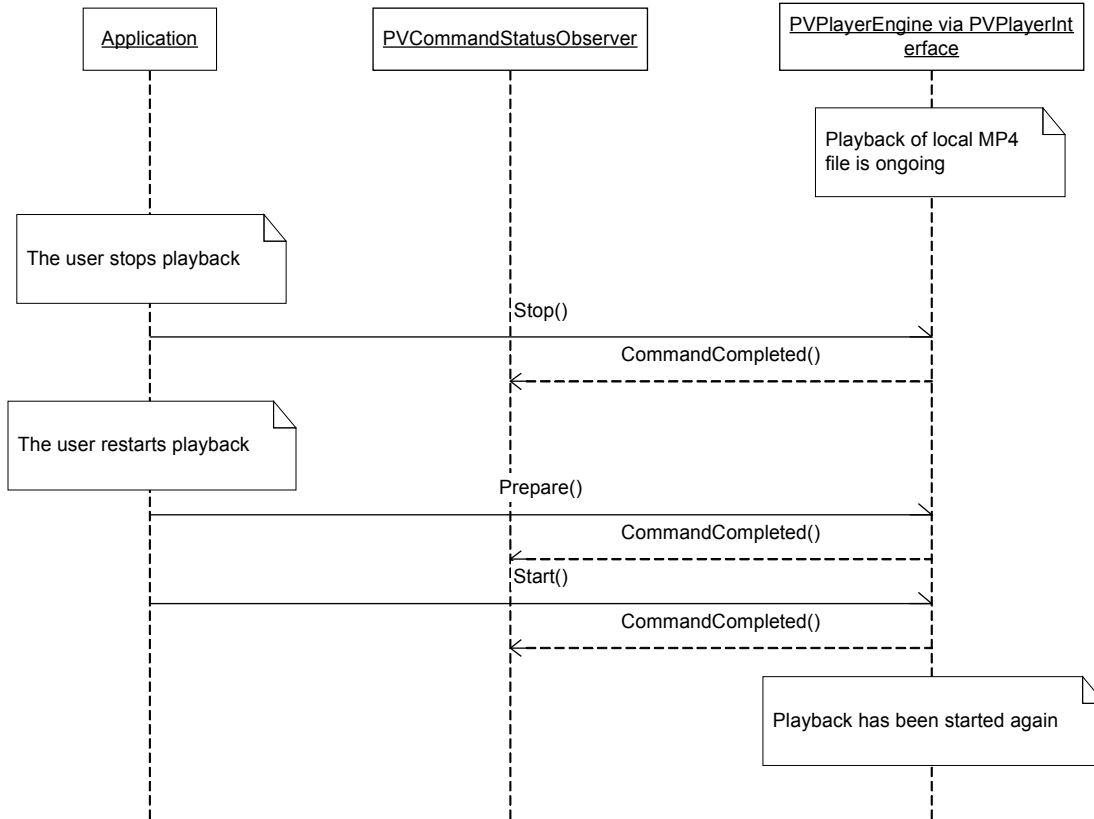 Application
PVCommandStatusObserver
PVPlayerEngine via PVPlayerInt
erface
Playback of local MP4
file is ongoing
The user stops playback
Stop()
CommandCompleted()
The user restarts playback
Prepare()
CommandCompleted()
Start()
CommandCompleted()
Playback has been started again